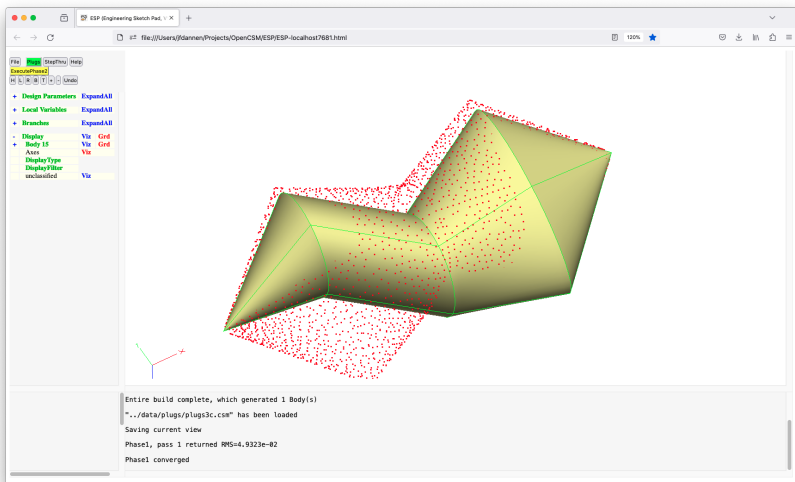 ESP (Engineering Sketch Pad, V
file:///Users/jfdannen/Projects/OpenCSM/ESP/ESP-localhost7681.html
120%
File Plugs StepThru Help
ExecutePhase2
H L R B T + - Undo
+ Design Parameters ExpandAll
+ Local Variables ExpandAll
+ Branches ExpandAll
- Display Viz Grd
+ Body 15 Viz Grd
Axes Viz
DisplayType
DisplayFilter
unclassified Viz
Entire build complete, which generated 1 Body(s)
"../data/plugs/plugs3c.csm" has been loaded
Saving current view
Phase1, pass 1 returned RMS=4.9323e-02
Phase1 converged